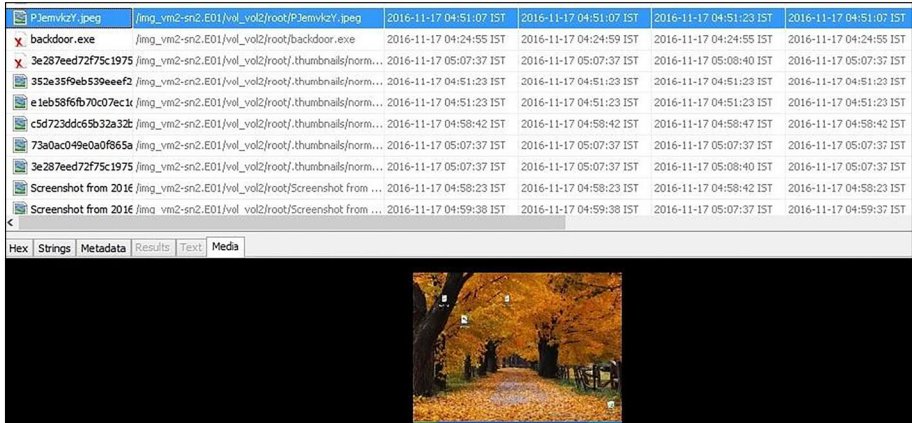 PJemvkzY.jpeg /img_vm2-sn2.E01/vol_vol2/root/PJemvkzY.jpeg 2016-11-17 04:51:07 IST 2016-11-17 04:51:07 IST 2016-11-17 04:51:23 IST 2016-11-17 04:51:07 IST
backdoor.exe /img_vm2-sn2.E01/vol_vol2/root/backdoor.exe 2016-11-17 04:24:55 IST 2016-11-17 04:24:59 IST 2016-11-17 04:24:55 IST 2016-11-17 04:24:55 IST
3e287eed72f75c1975 /img_vm2-sn2.E01/vol_vol2/root/.thumbnails/norm... 2016-11-17 05:07:37 IST 2016-11-17 05:07:37 IST 2016-11-17 05:08:40 IST 2016-11-17 05:07:37 IST
352e35f9eb539eeef2 /img_vm2-sn2.E01/vol_vol2/root/.thumbnails/norm... 2016-11-17 04:51:23 IST 2016-11-17 04:51:23 IST 2016-11-17 04:51:23 IST 2016-11-17 04:51:23 IST
e1eb58f6fb70c07ec1c /img_vm2-sn2.E01/vol_vol2/root/.thumbnails/norm... 2016-11-17 04:51:23 IST 2016-11-17 04:51:23 IST 2016-11-17 04:51:23 IST 2016-11-17 04:51:23 IST
c5d723ddc65b32a32b /img_vm2-sn2.E01/vol_vol2/root/.thumbnails/norm... 2016-11-17 04:58:42 IST 2016-11-17 04:58:42 IST 2016-11-17 04:58:47 IST 2016-11-17 04:58:42 IST
73a0ac049e0a0f865a /img_vm2-sn2.E01/vol_vol2/root/.thumbnails/norm... 2016-11-17 05:07:37 IST 2016-11-17 05:07:37 IST 2016-11-17 05:07:37 IST 2016-11-17 05:07:37 IST
3e287eed72f75c1975 /img_vm2-sn2.E01/vol_vol2/root/.thumbnails/norm... 2016-11-17 05:07:37 IST 2016-11-17 05:07:37 IST 2016-11-17 05:08:40 IST 2016-11-17 05:07:37 IST
Screenshot from 2016 /img_vm2-sn2.E01/vol_vol2/root/Screenshot from ... 2016-11-17 04:58:23 IST 2016-11-17 04:58:23 IST 2016-11-17 04:58:42 IST 2016-11-17 04:58:23 IST
Screenshot from 2016 /img_vm2-sn2.E01/vol_vol2/root/Screenshot from ... 2016-11-17 04:59:38 IST 2016-11-17 04:59:38 IST 2016-11-17 05:07:37 IST 2016-11-17 04:59:37 IST
Hex Strings Metadata Results Text Media